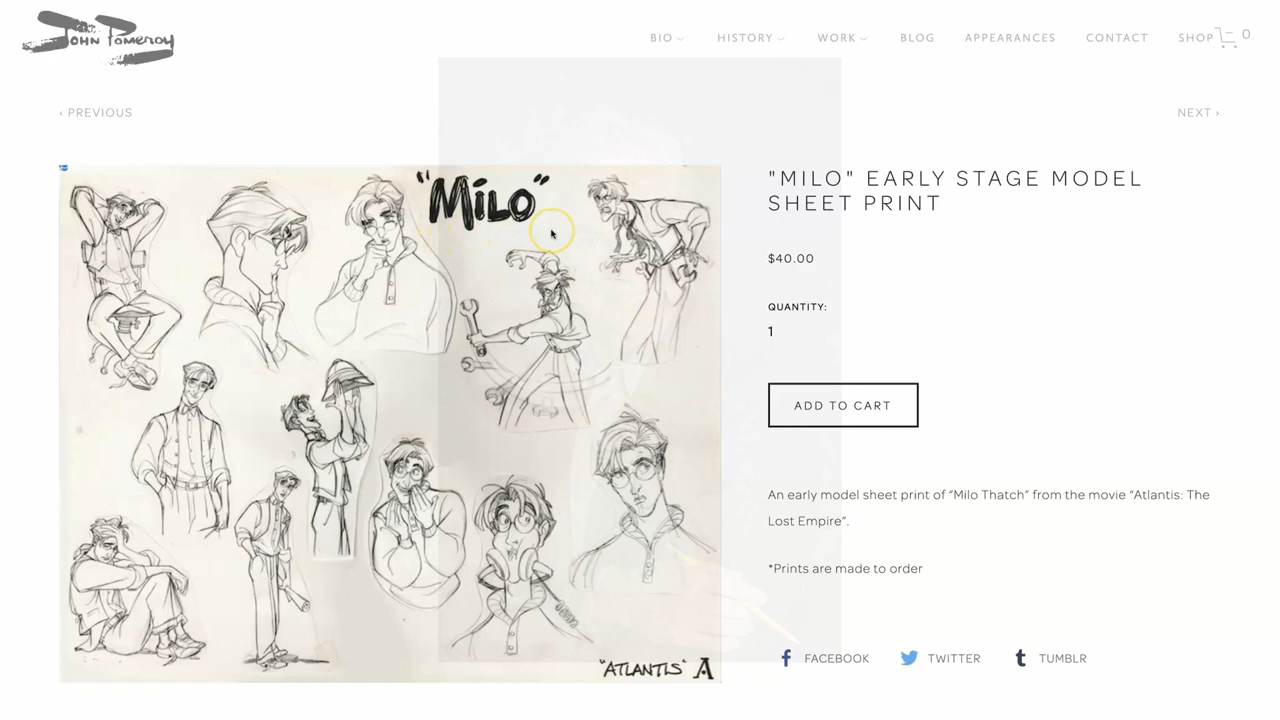 John Pomeroy
BIO
HISTORY
WORK
BLOG
APPEARANCES
CONTACT
SHOP
0
‹ PREVIOUS
NEXT ›
"MiLO"
"ATLANTIS" A
"MILO" EARLY STAGE MODEL
SHEET PRINT
$40.00
QUANTITY:
1
ADD TO CART
An early model sheet print of “Milo Thatch” from the movie “Atlantis: The
Lost Empire”.
*Prints are made to order
FACEBOOK
TWITTER
TUMBLR